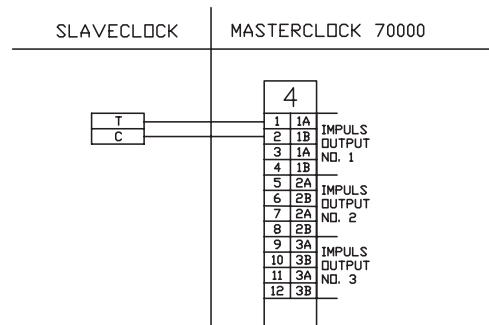 SLAVECLOCK MASTERCLOCK 70000
4
T
C
1 1A
2 1B
3 1A
4 1B
IMPULS
OUTPUT
NO. 1
5 2A
6 2B
7 2A
8 2B
IMPULS
OUTPUT
NO. 2
9 3A
10 3B
11 3A
12 3B
IMPULS
OUTPUT
NO. 3